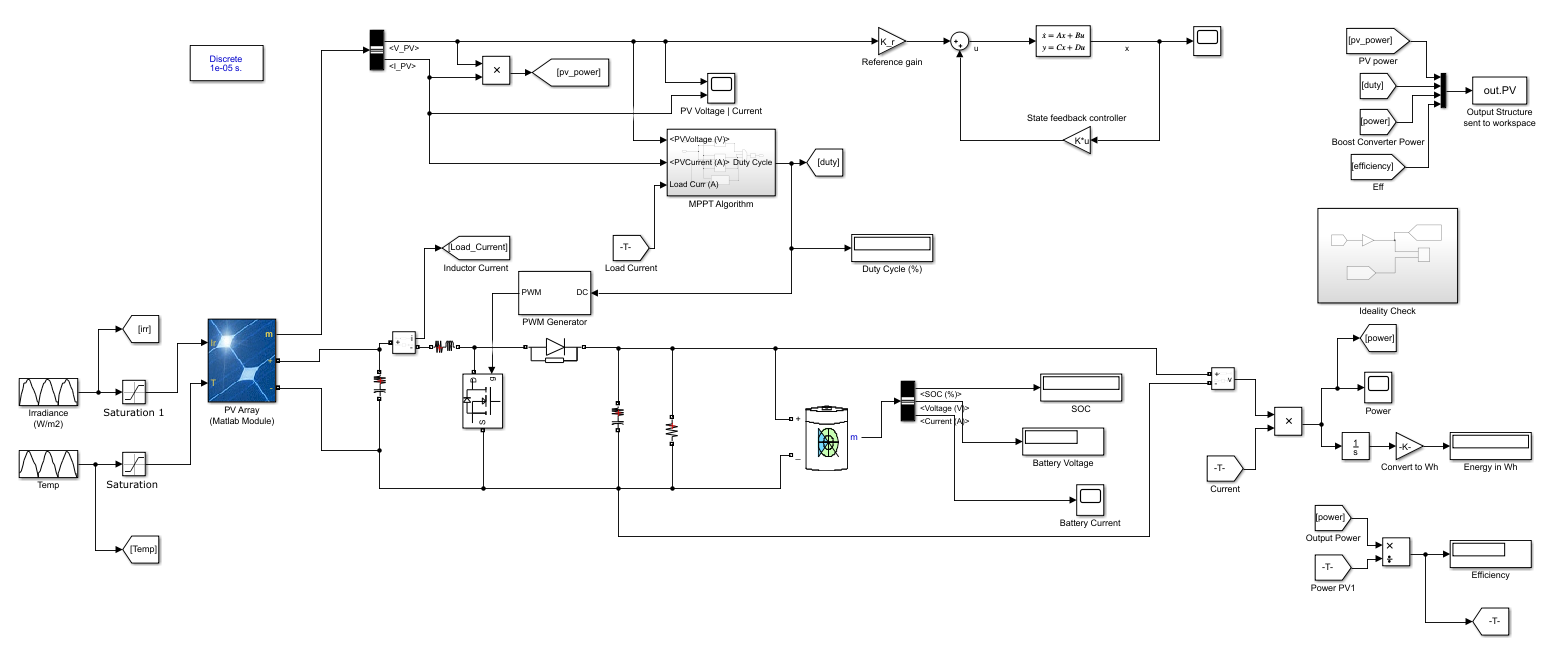 Discrete
1e-05 s.
<V_PV>
<I_PV>
×
[pv_power]
PV Voltage | Current
K_r
Reference gain
+
+
u
ẋ = Ax + Bu
y = Cx + Du
x
State feedback controller
K*u
[pv_power]
PV power
[duty]
[power]
Boost Converter Power
[efficiency]
Eff
out.PV
Output Structure
sent to workspace
<PVVoltage (V)>
<PVCurrent (A)>
Duty Cycle
Load Curr (A)
MPPT Algorithm
[duty]
-T-
Load Current
Duty Cycle (%)
[Load_Current]
Inductor Current
PWM
DC
PWM Generator
Ideality Check
[irr]
Irradiance
(W/m2)
Saturation 1
Temp
Saturation
[Temp]
Ir
T
m
+
-
PV Array
(Matlab Module)
+
i
-
g
D
S
+
_
m
<SOC (%)>
<Voltage (V)>
<Current (A)>
SOC
Battery Voltage
Battery Current
+
-
v
-T-
Current
×
[power]
Power
1
s
-K-
Convert to Wh
Energy in Wh
[power]
Output Power
-T-
Power PV1
×
÷
Efficiency
-T-